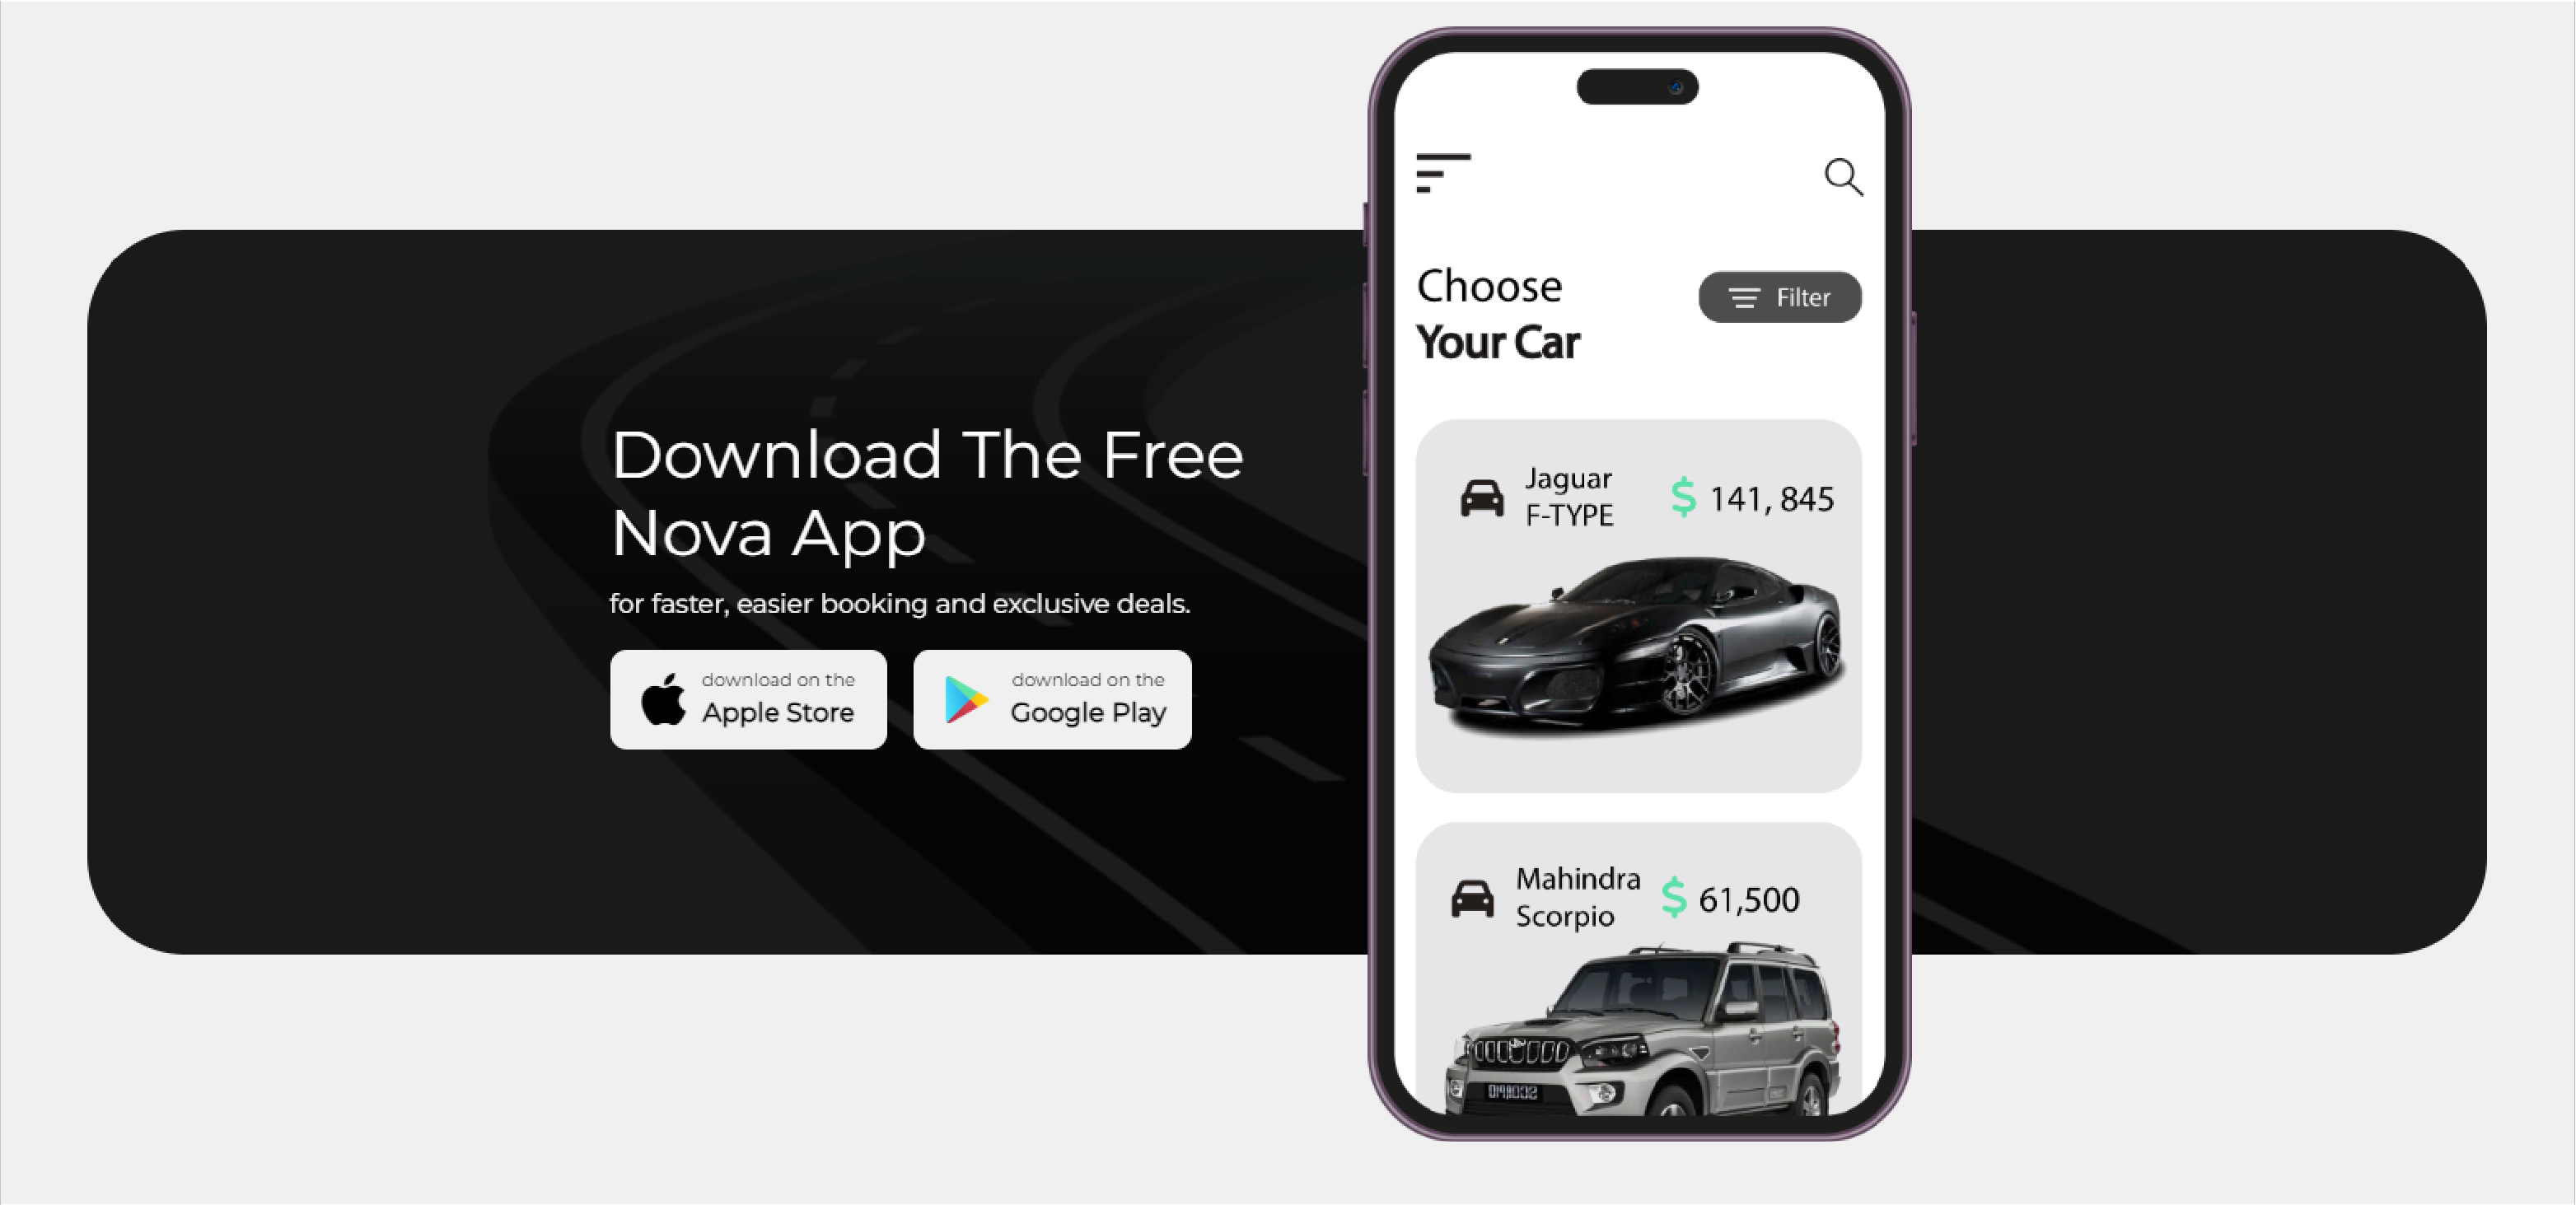 Download The Free
Nova App
for faster, easier booking and exclusive deals.
download on the
Apple Store
download on the
Google Play
Choose
Your Car
Filter
Jaguar
F-TYPE
$ 141, 845
Mahindra
Scorpio
$ 61,500